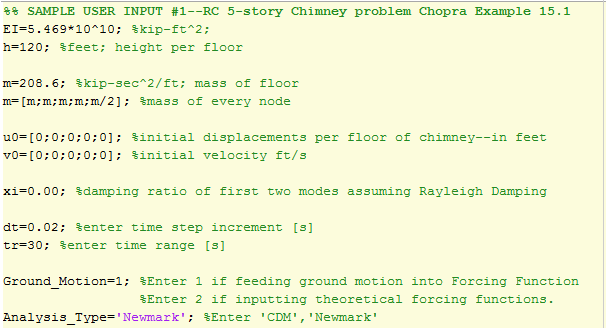 %% SAMPLE USER INPUT #1--RC 5-story Chimney problem Chopra Example 15.1
EI=5.469*10^10; %kip-ft^2;
h=120; %feet; height per floor
m=208.6; %kip-sec^2/ft; mass of floor
m=[m;m;m;m;m/2]; %mass of every node
u0=[0;0;0;0;0]; %initial displacements per floor of chimney--in feet
v0=[0;0;0;0;0]; %initial velocity ft/s
xi=0.00; %damping ratio of first two modes assuming Rayleigh Damping
dt=0.02; %enter time step increment [s]
tr=30; %enter time range [s]
Ground_Motion=1; %Enter 1 if feeding ground motion into Forcing Function
%Enter 2 if inputting theoretical forcing functions.
Analysis_Type='Newmark'; %Enter 'CDM','Newmark'